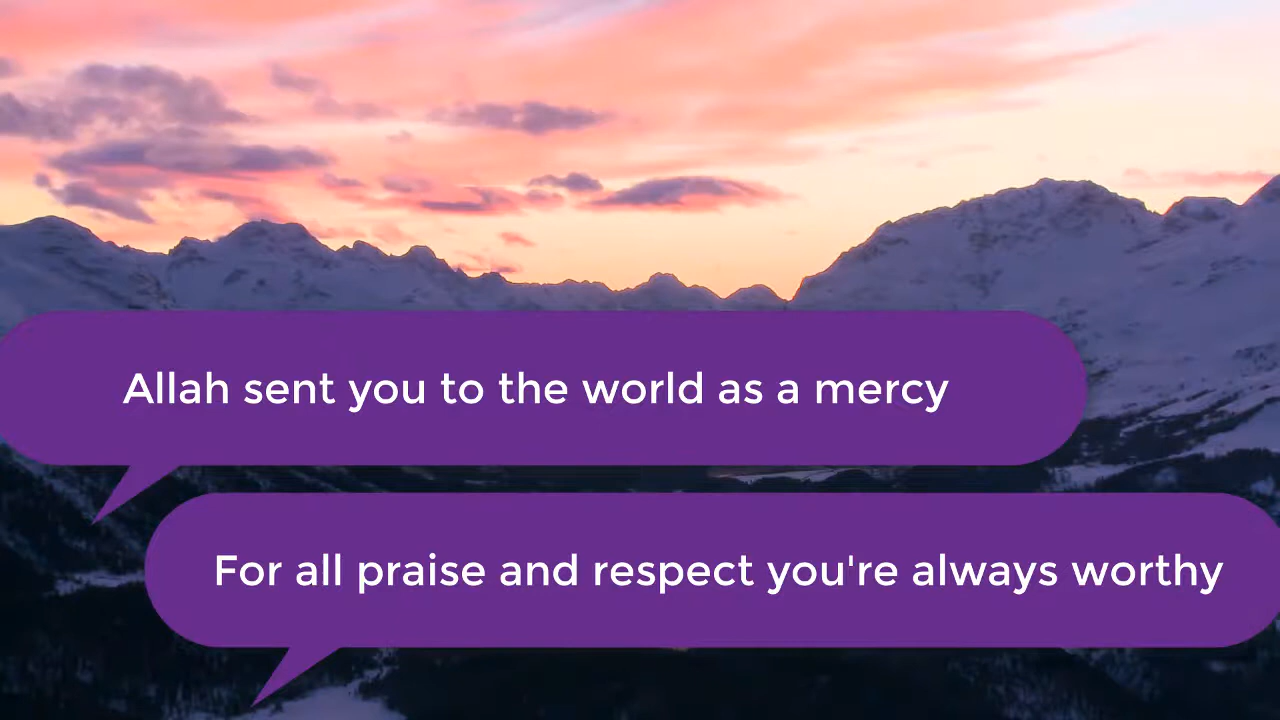 Allah sent you to the world as a mercy
For all praise and respect you're always worthy